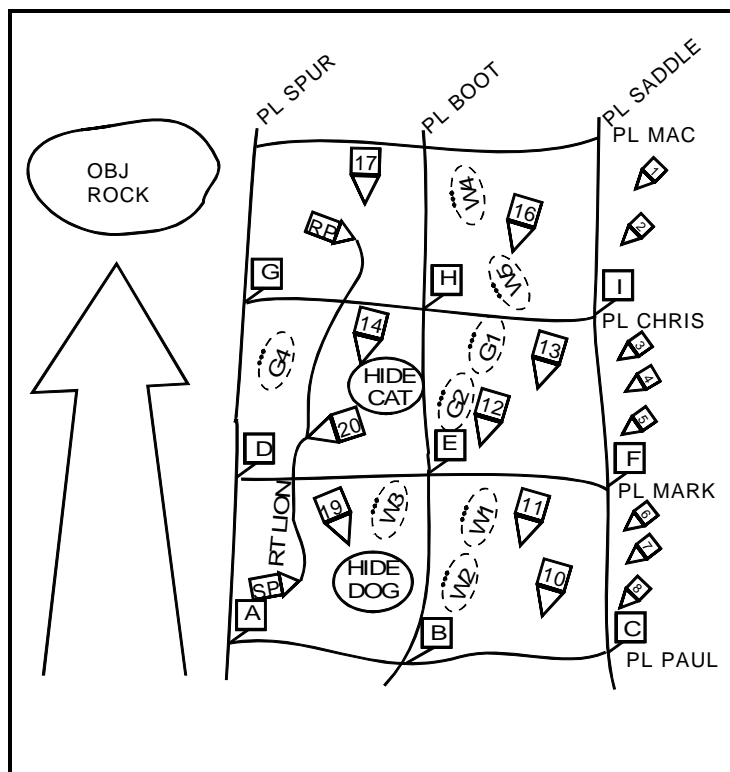 PL SPUR
PL BOOT
PL SADDLE
PL MAC
OBJ
ROCK
17
W4
16
1
RP
2
W5
G
H
I
PL CHRIS
14
G1
13
3
G4
HIDE
CAT
4
G2
12
20
5
D
E
F
PL MARK
RT LION
19
W3
W1
11
6
7
HIDE
DOG
W2
10
SP
8
A
B
C
PL PAUL